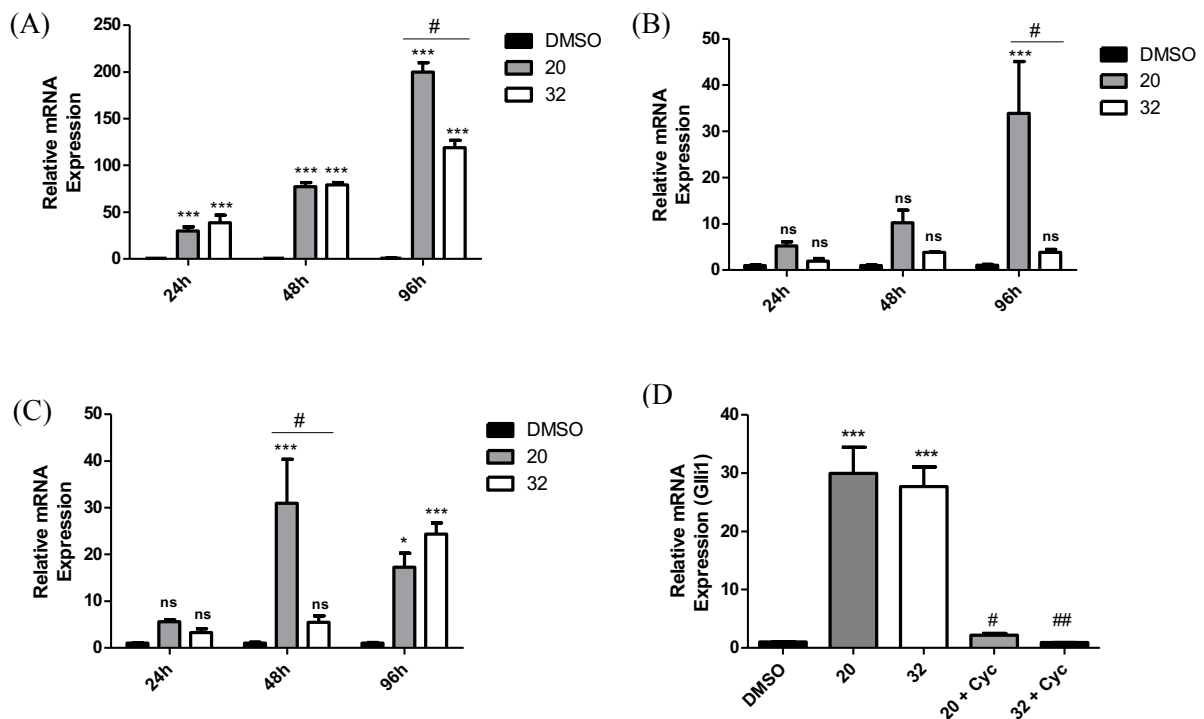 (A)
Relative mRNA
Expression
250
200
150
100
50
0
*** *** *** *** *** ***
#
24h 48h 96h
DMSO
20
32
(B)
Relative mRNA
Expression
50
40
30
20
10
0
ns ns ns ns *** ns
#
24h 48h 96h
DMSO
20
32
(C)
Relative mRNA
Expression
50
40
30
20
10
0
ns ns *** ns * ***
#
24h 48h 96h
DMSO
20
32
(D
Relative mRNA
Expression (Glli1)
40
30
20
10
0
*** *** # ##
DMSO 20 32 20 + Cyc 32 + Cyc